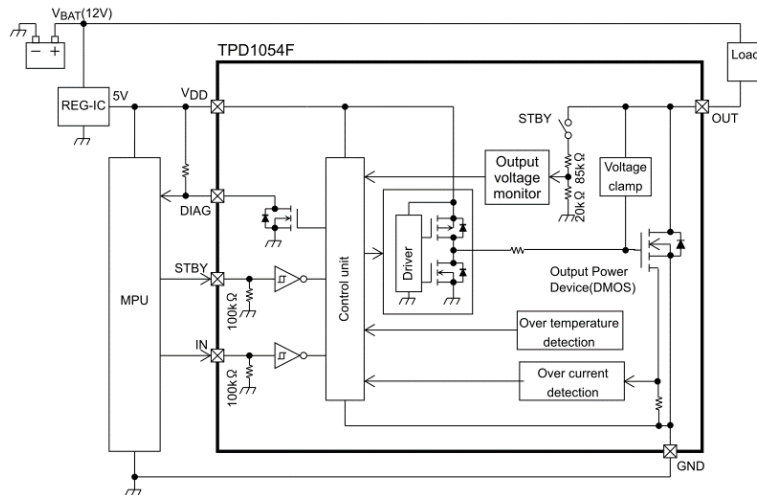 VBAT(12V)
- +
TPD1054F
Load
REG-IC
5V
VDD
OUT
STBY
85kΩ
20kΩ
Output
voltage
monitor
Voltage
clamp
DIAG
STBY
100kΩ
IN
100kΩ
MPU
Control unit
Driver
Output Power
Device(DMOS)
Over temperature
detection
Over current
detection
GND